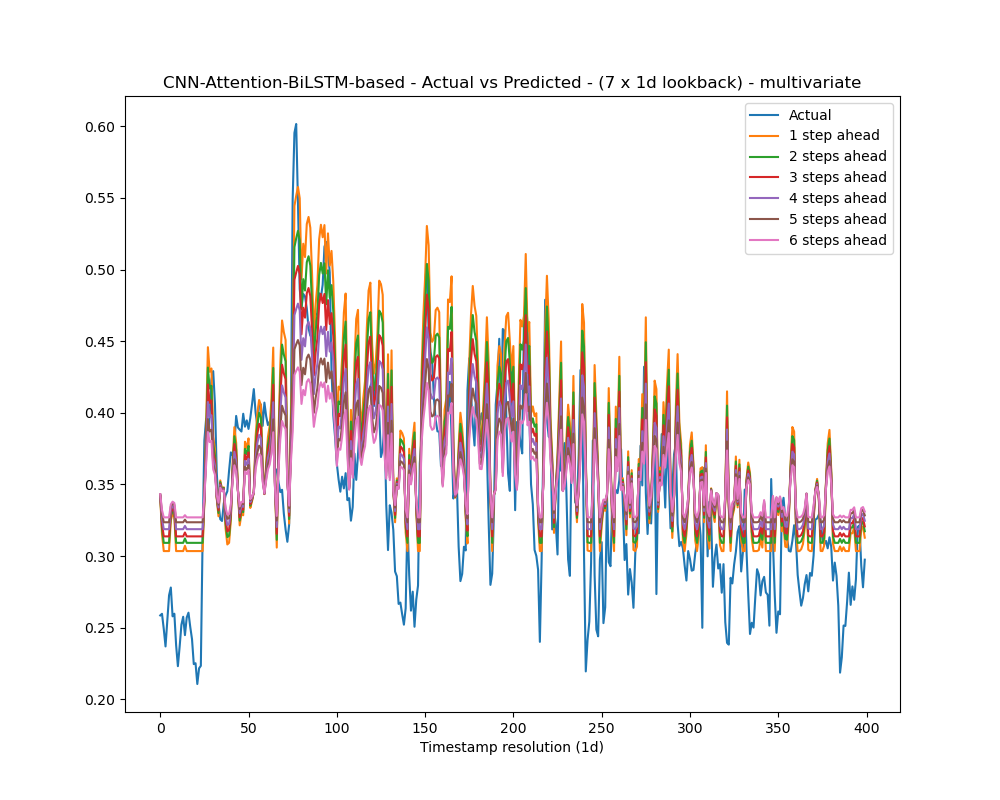 CNN-Attention-BiLSTM-based - Actual vs Predicted - (7 x 1d lookback) - multivariate
Actual
1 step ahead
2 steps ahead
3 steps ahead
4 steps ahead
5 steps ahead
6 steps ahead
0.60
0.55
0.50
0.45
0.40
0.35
0.30
0.25
0.20
0 50 100 150 200 250 300 350 400
Timestamp resolution (1d)